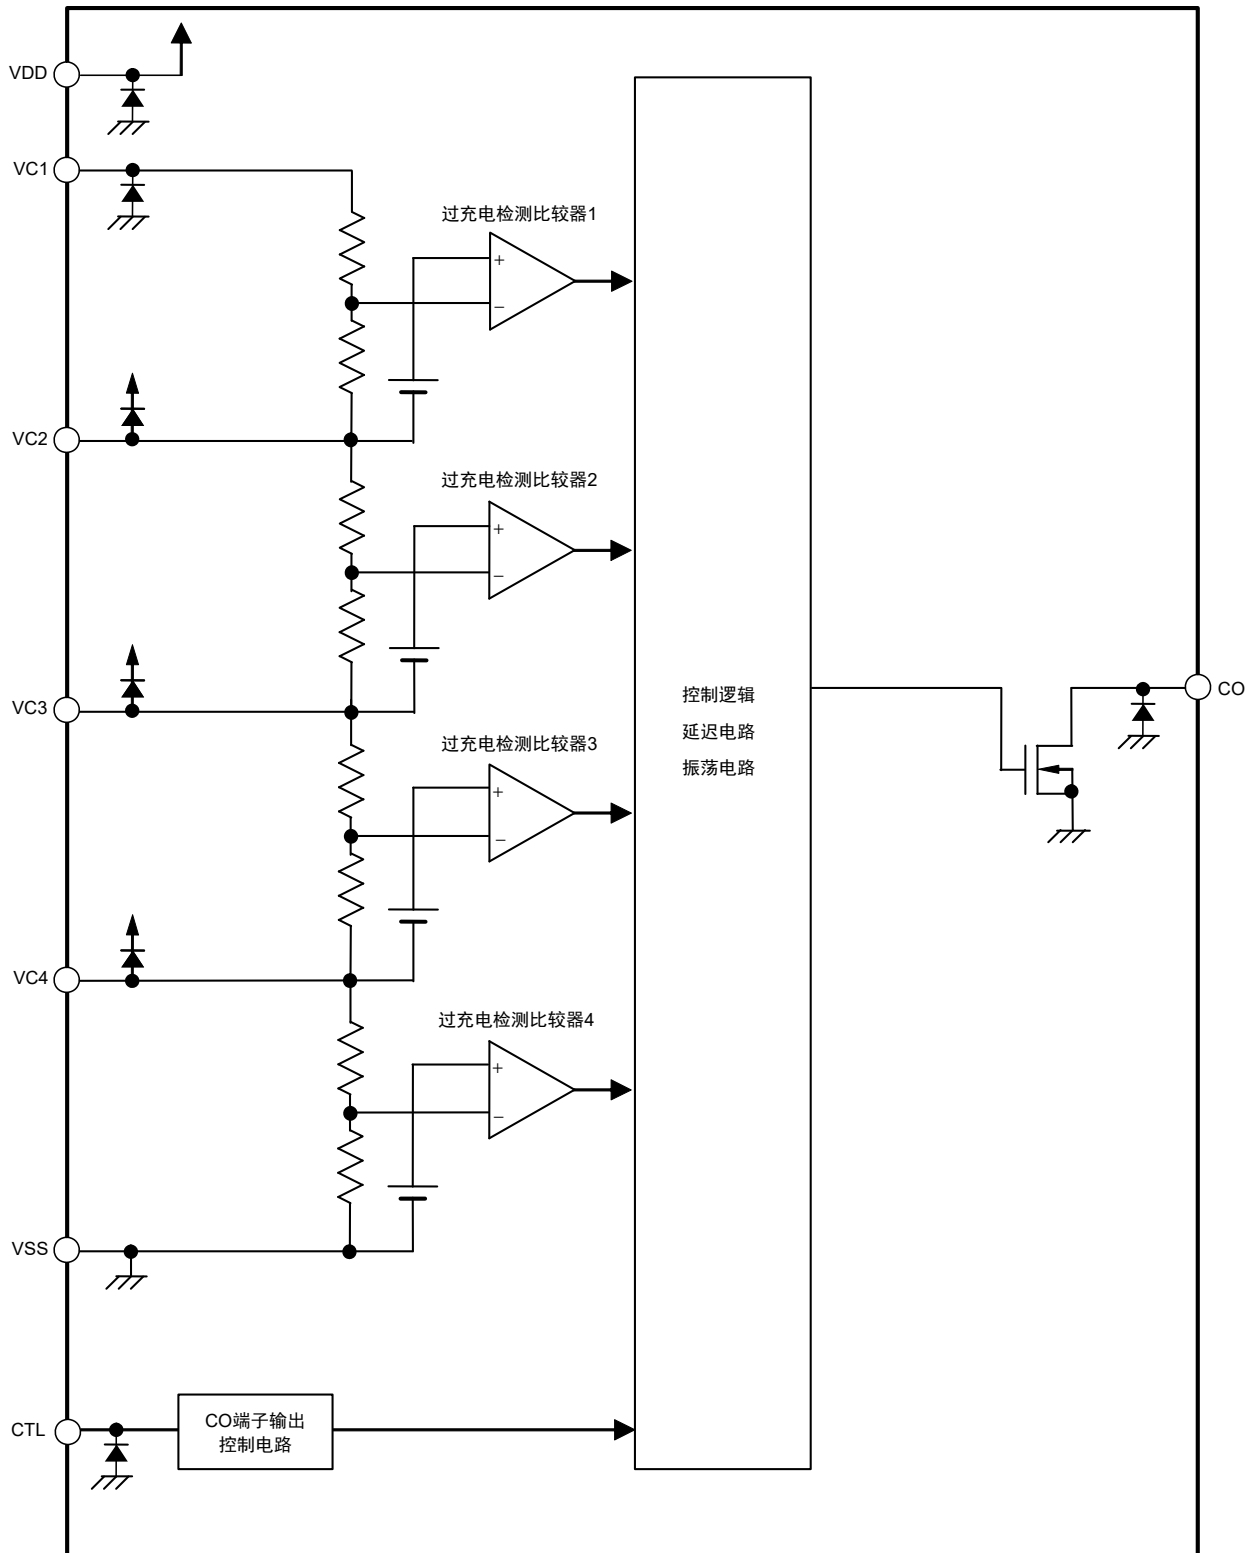 VDD
VC1
过充电检测比较器1
+
−
VC2
过充电检测比较器2
+
−
VC3
过充电检测比较器3
+
−
控制逻辑
延迟电路
振荡电路
CO
VC4
过充电检测比较器4
+
−
VSS
CTL
CO端子输出
控制电路